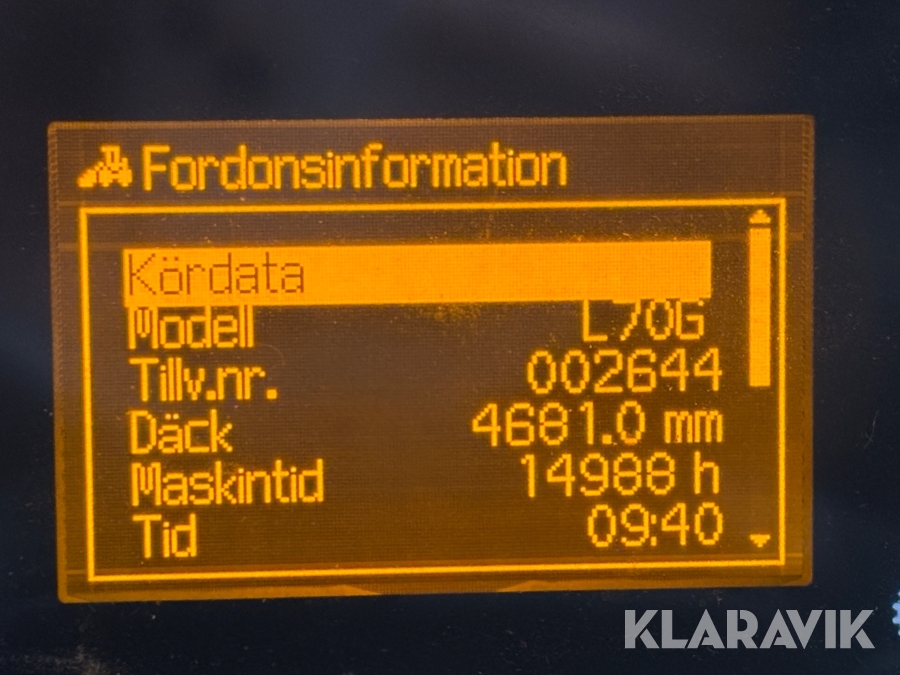 Fordonsinformation
Kördata
Modell L70G
Tillv.nr. 002644
Däck 4681.0 mm
Maskintid 14988 h
Tid 09:40
KLARAVIK